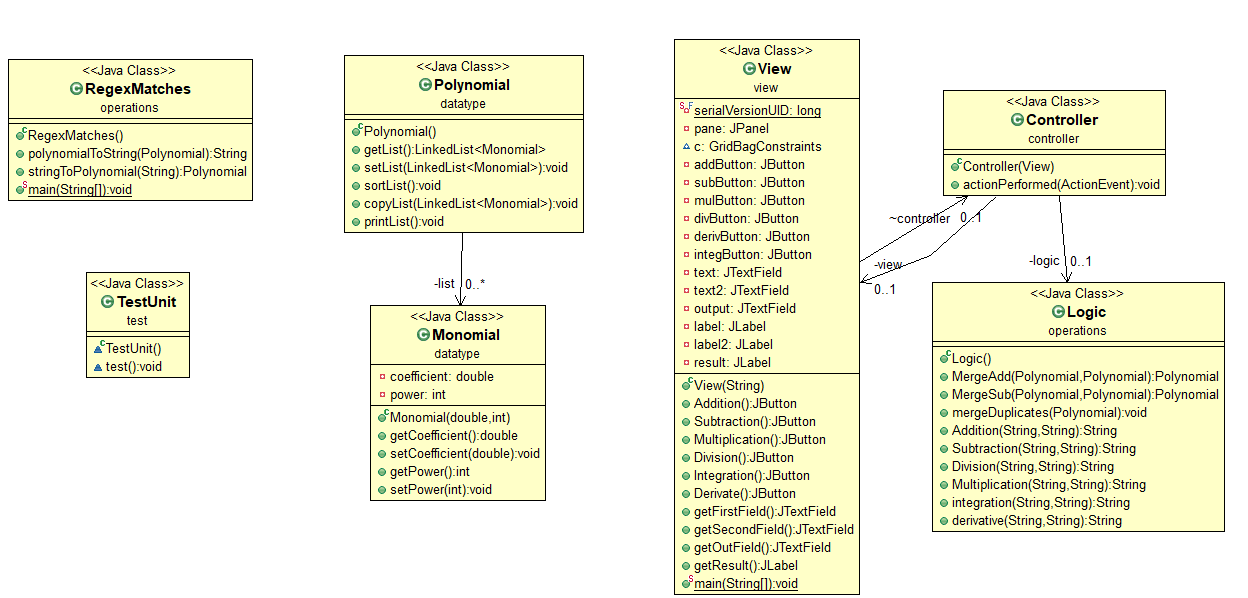 <<Java Class>>
RegexMatches
operations
RegexMatches()
polynomialToString(Polynomial):String
stringToPolynomial(String):Polynomial
main(String[]):void
<<Java Class>>
TestUnit
test
TestUnit()
test():void
<<Java Class>>
Polynomial
datatype
Polynomial()
getList():LinkedList<Monomial>
setList(LinkedList<Monomial>):void
sortList():void
copyList(LinkedList<Monomial>):void
printList():void
-list 0..*
<<Java Class>>
Monomial
datatype
coefficient: double
power: int
Monomial(double,int)
getCoefficient():double
setCoefficient(double):void
getPower():int
setPower(int):void
<<Java Class>>
View
view
serialVersionUID: long
pane: JPanel
c: GridBagConstraints
addButton: JButton
subButton: JButton
mulButton: JButton
divButton: JButton
derivButton: JButton
integButton: JButton
text: JTextField
text2: JTextField
output: JTextField
label: JLabel
label2: JLabel
result: JLabel
View(String)
Addition():JButton
Subtraction():JButton
Multiplication():JButton
Division():JButton
Integration():JButton
Derivate():JButton
getFirstField():JTextField
getSecondField():JTextField
getOutField():JTextField
getResult():JLabel
main(String[]):void
<<Java Class>>
Controller
controller
Controller(View)
actionPerformed(ActionEvent):void
~controller 0..1
-view
0..1
-logic 0..1
<<Java Class>>
Logic
operations
Logic()
MergeAdd(Polynomial,Polynomial):Polynomial
MergeSub(Polynomial,Polynomial):Polynomial
mergeDuplicates(Polynomial):void
Addition(String,String):String
Subtraction(String,String):String
Division(String,String):String
Multiplication(String,String):String
integration(String,String):String
derivative(String,String):String